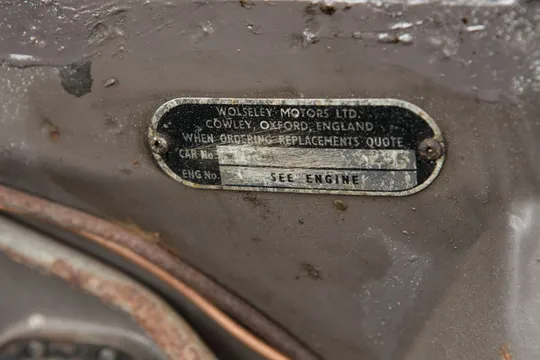 WOLSELEY MOTORS LTD.
COWLEY, OXFORD, ENGLAND
WHEN ORDERING REPLACEMENTS QUOTE
CAR No.
ENG No. SEE ENGINE